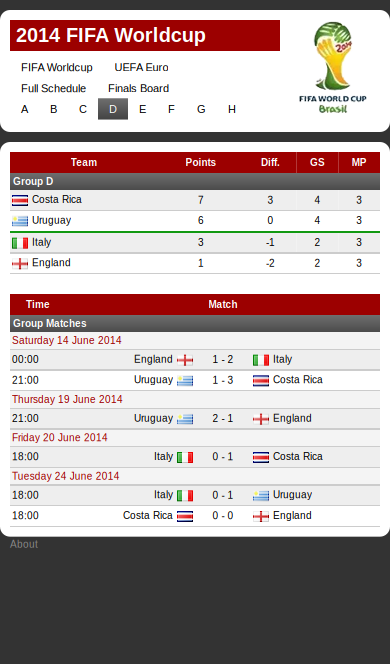 2014 FIFA Worldcup
2014
FIFA WORLD CUP
Brasil
FIFA Worldcup UEFA Euro
Full Schedule Finals Board
A B C D E F G H
Team Points Diff. GS MP
Group D
Costa Rica 7 3 4 3
Uruguay 6 0 4 3
Italy 3 -1 2 3
England 1 -2 2 3
Time Match
Group Matches
Saturday 14 June 2014
00:00 England 1 - 2 Italy
21:00 Uruguay 1 - 3 Costa Rica
Thursday 19 June 2014
21:00 Uruguay 2 - 1 England
Friday 20 June 2014
18:00 Italy 0 - 1 Costa Rica
Tuesday 24 June 2014
18:00 Italy 0 - 1 Uruguay
18:00 Costa Rica 0 - 0 England
About